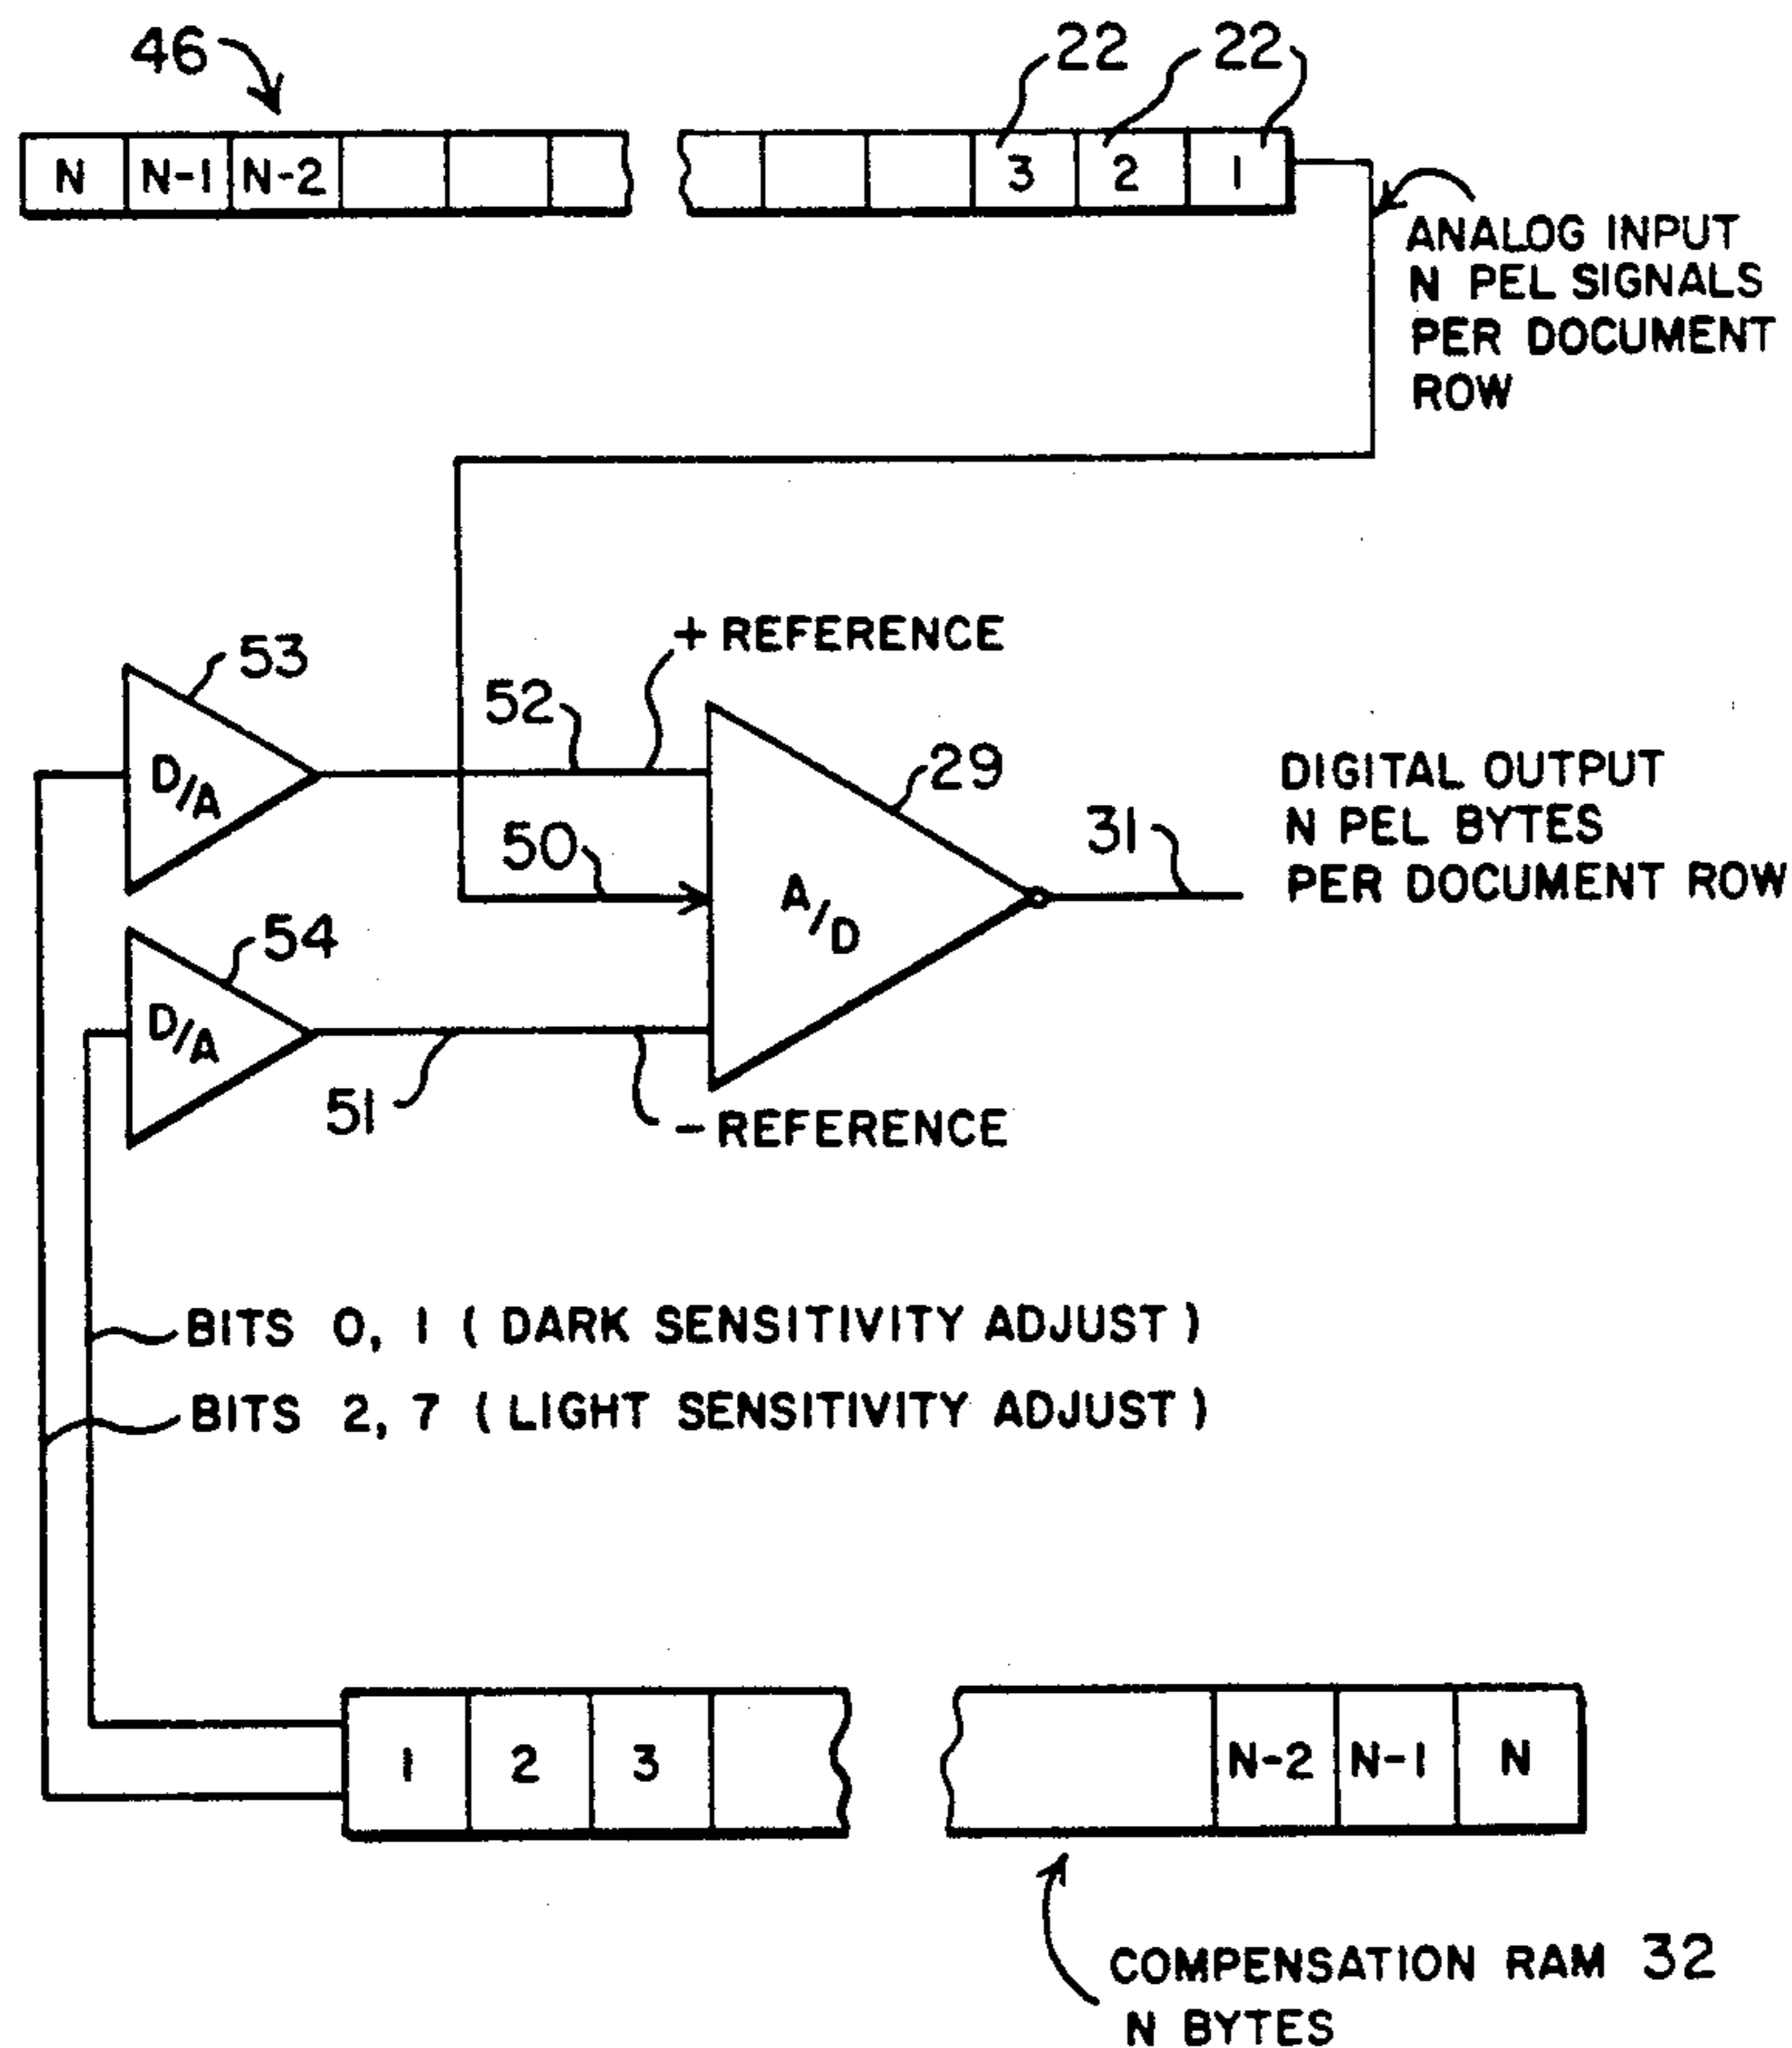 46
22 22
N N-1 N-2 3 2 1
ANALOG INPUT
N PEL SIGNALS
PER DOCUMENT
ROW
+ REFERENCE
53
52
29
D/A
DIGITAL OUTPUT
N PEL BYTES
PER DOCUMENT ROW
50
31
A/D
54
D/A
51
- REFERENCE
BITS 0, 1 ( DARK SENSITIVITY ADJUST )
BITS 2, 7 ( LIGHT SENSITIVITY ADJUST )
1 2 3 N-2 N-1 N
COMPENSATION RAM 32
N BYTES